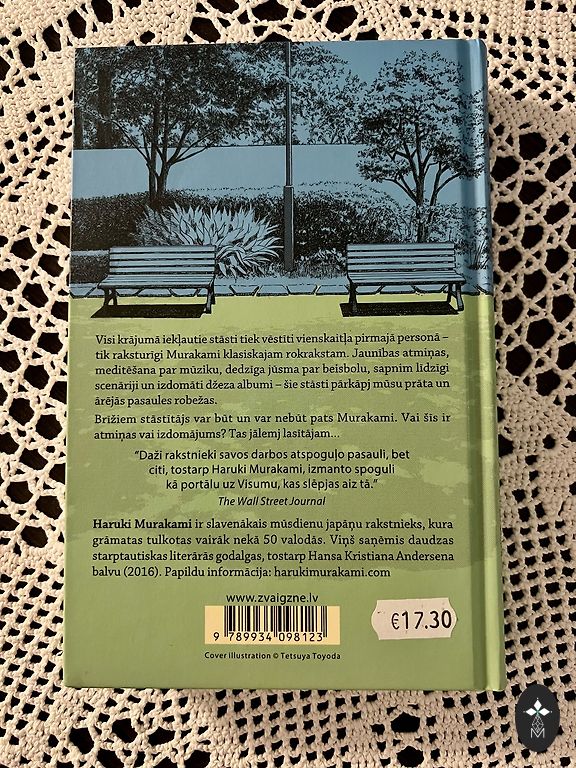 Visi krājumā iekļautie stāsti tiek vēstīti vienskaitļa pirmajā personā –
tik raksturīgi Murakami klasiskajam rokrakstam. Jaunības atmiņas,
meditēšana par mūziku, dedzīga jūsma par beisbolu, sapnim līdzīgi
scenāriji un izdomāti džeza albumi – šie stāsti pārkāpj mūsu prāta un
ārējās pasaules robežas.
Brīžiem stāstītājs var būt un var nebūt pats Murakami. Vai šīs ir
atmiņas vai izdomājums? Tas jālemj lasītājam...
“Daži rakstnieki savos darbos atspoguļo pasauli, bet
citi, tostarp Haruki Murakami, izmanto spoguli
kā portālu uz Visumu, kas slēpjas aiz tā.”
The Wall Street Journal
Haruki Murakami ir slavenākais mūsdienu japāņu rakstnieks, kura
grāmatas tulkotas vairāk nekā 50 valodās. Viņš saņēmis daudzas
starptautiskas literārās godalgas, tostarp Hansa Kristiana Andersena
balvu (2016). Papildu informācija: harukimurakami.com
www.zvaigzne.lv
9 789934 098123
€17.30
Cover illustration © Tetsuya Toyoda